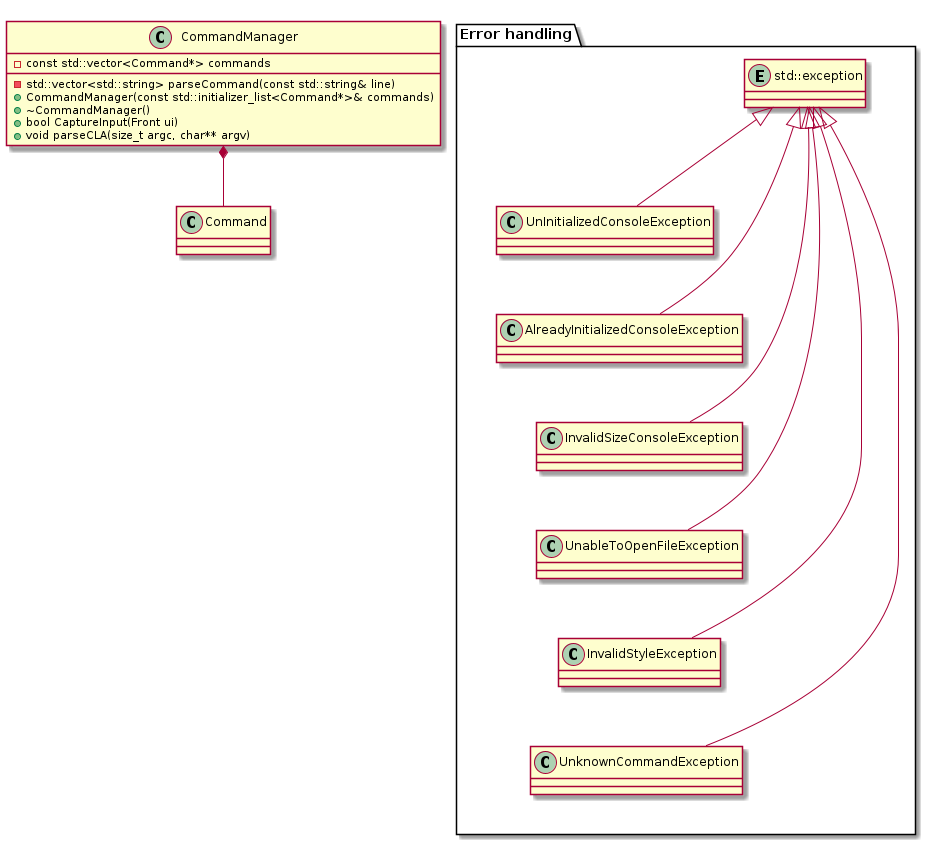 CommandManager
const std::vector<Command*> commands
std::vector<std::string> parseCommand(const std::string& line)
CommandManager(const std::initializer_list<Command*>& commands)
~CommandManager()
bool CaptureInput(Front ui)
void parseCLA(size_t argc, char** argv)
C
C
Command
Error handling
E
std::exception
C
UnInitializedConsoleException
C
AlreadyInitializedConsoleException
C
InvalidSizeConsoleException
C
UnableToOpenFileException
C
InvalidStyleException
C
UnknownCommandException